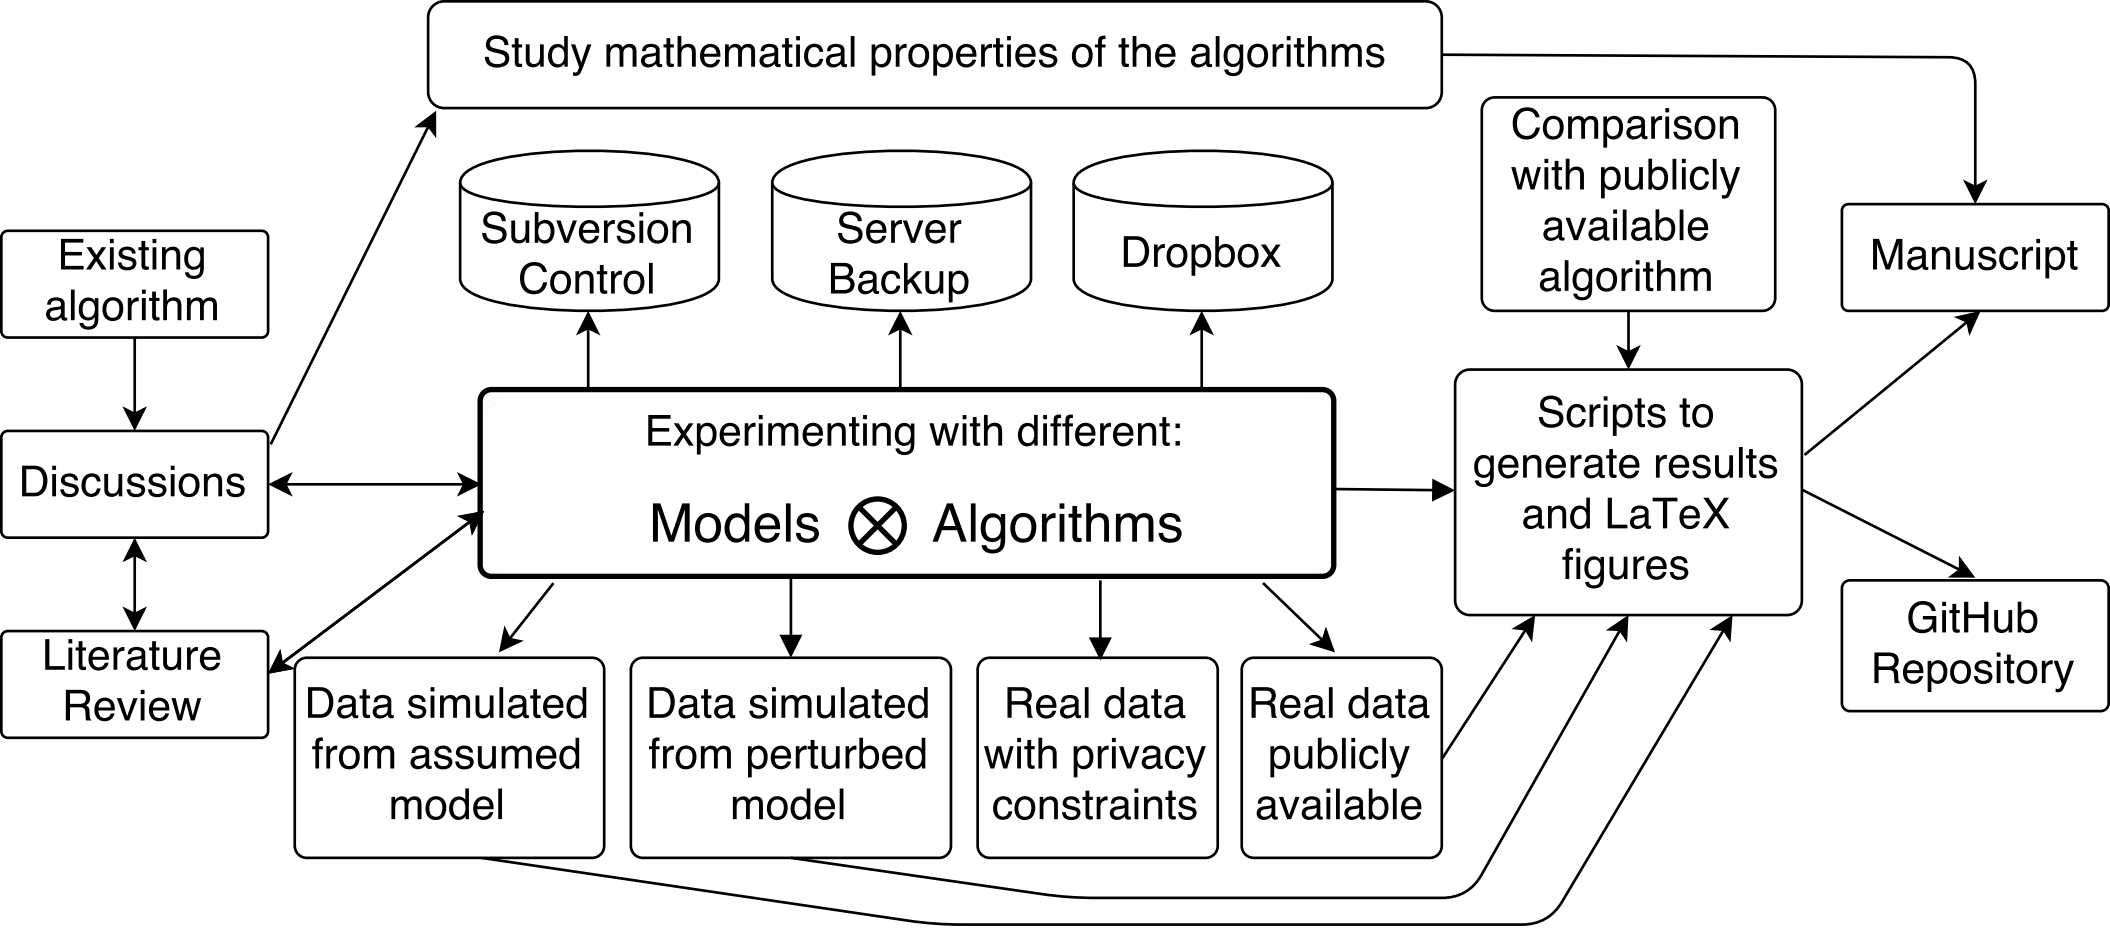 Study mathematical properties of the algorithms
Comparison
with publicly
available
algorithm
Subversion
Control
Server
Backup
Dropbox
Manuscript
Existing
algorithm
Discussions
Experimenting with different:
Models ⊗ Algorithms
Scripts to
generate results
and LaTeX
figures
GitHub
Repository
Literature
Review
Data simulated
from assumed
model
Data simulated
from perturbed
model
Real data
with privacy
constraints
Real data
publicly
available